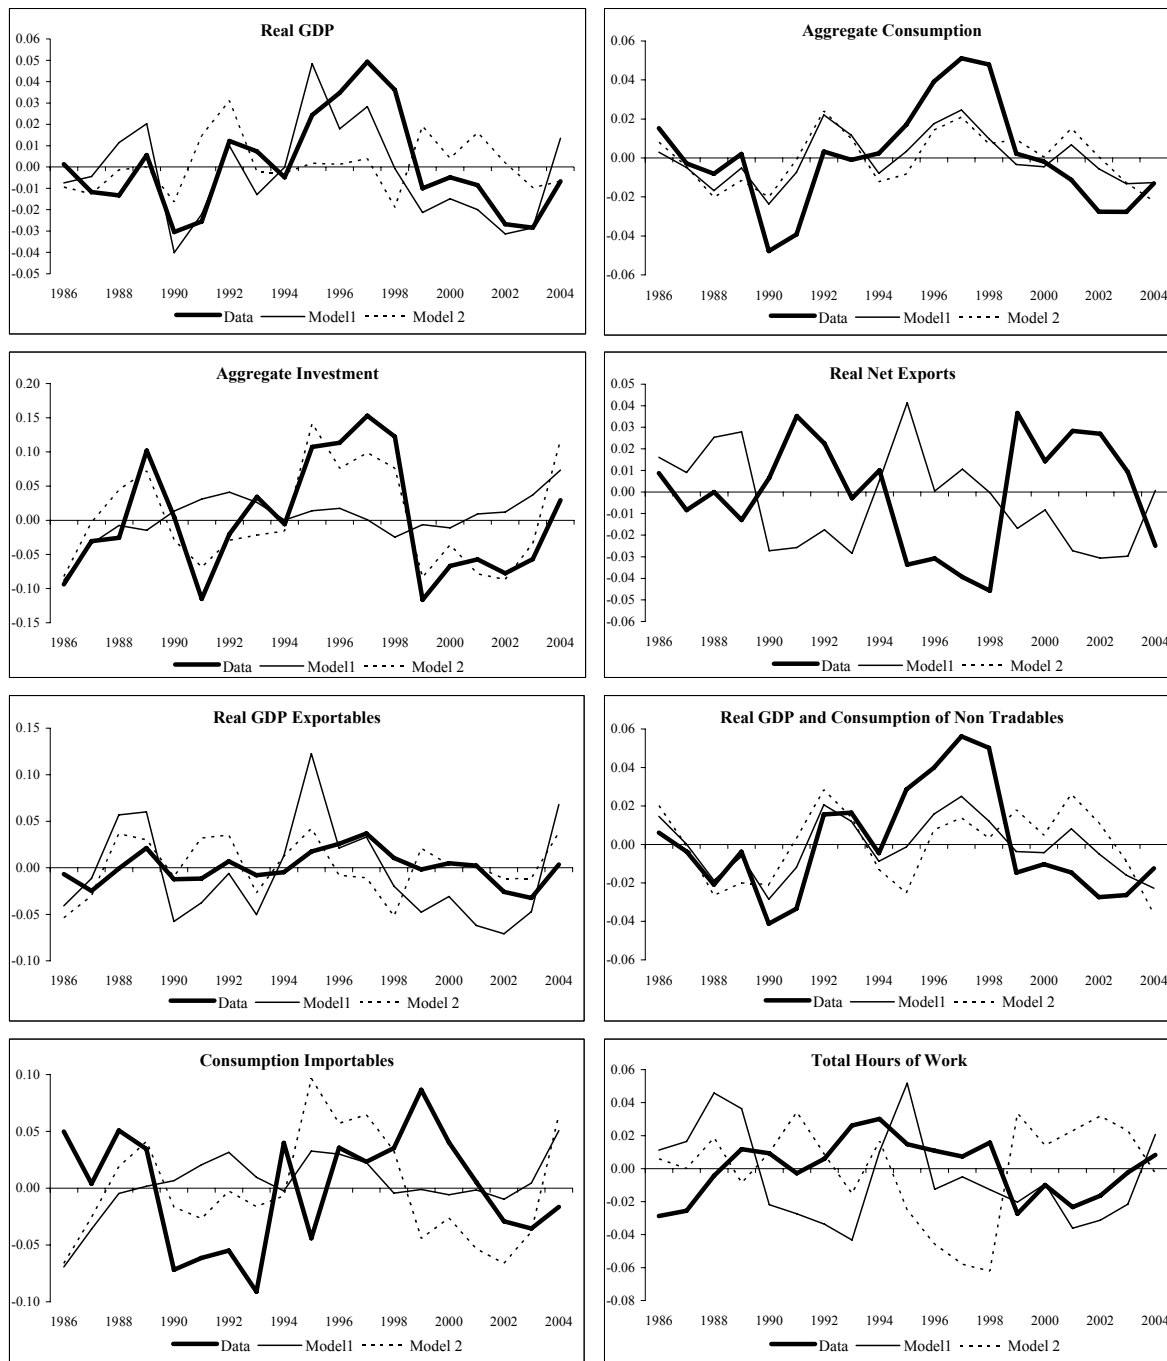 Real GDP
0.06
0.05
0.04
0.03
0.02
0.01
0.00
-0.01
-0.02
-0.03
-0.04
-0.05
1986 1988 1990 1992 1994 1996 1998 2000 2002 2004
Data Model1 Model 2
Aggregate Consumption
0.06
0.04
0.02
0.00
-0.02
-0.04
-0.06
1986 1988 1990 1992 1994 1996 1998 2000 2002 2004
Data Model1 Model 2
Aggregate Investment
0.20
0.15
0.10
0.05
0.00
-0.05
-0.10
-0.15
1986 1988 1990 1992 1994 1996 1998 2000 2002 2004
Data Model1 Model 2
Real Net Exports
0.05
0.04
0.03
0.02
0.01
0.00
-0.01
-0.02
-0.03
-0.04
-0.05
-0.06
1986 1988 1990 1992 1994 1996 1998 2000 2002 2004
Data Model1 Model 2
Real GDP Exportables
0.15
0.10
0.05
0.00
-0.05
-0.10
1986 1988 1990 1992 1994 1996 1998 2000 2002 2004
Data Model1 Model 2
Real GDP and Consumption of Non Tradables
0.06
0.04
0.02
0.00
-0.02
-0.04
-0.06
1986 1988 1990 1992 1994 1996 1998 2000 2002 2004
Data Model1 Model 2
Consumption Importables
0.10
0.05
0.00
-0.05
-0.10
1986 1988 1990 1992 1994 1996 1998 2000 2002 2004
Data Model1 Model 2
Total Hours of Work
0.06
0.04
0.02
0.00
-0.02
-0.04
-0.06
-0.08
1986 1988 1990 1992 1994 1996 1998 2000 2002 2004
Data Model1 Model 2